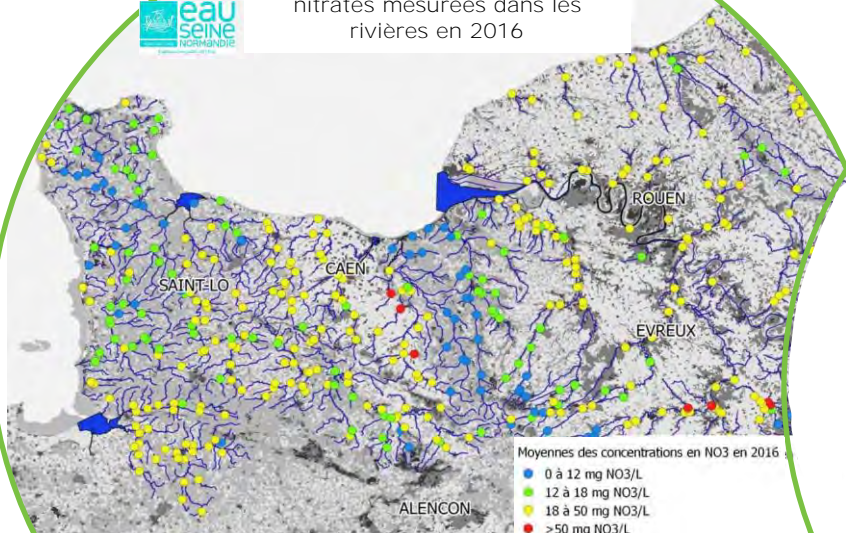 eau
SEINE
NORMANDIE
nitrates mesurées dans les
rivières en 2016
ROUEN
CAEN
SAINT-LO
EVREUX
ALENCON
Moyennes des concentrations en NO3 en 2016
0 à 12 mg NO3/L
12 à 18 mg NO3/L
18 à 50 mg NO3/L
>50 mg NO3/L